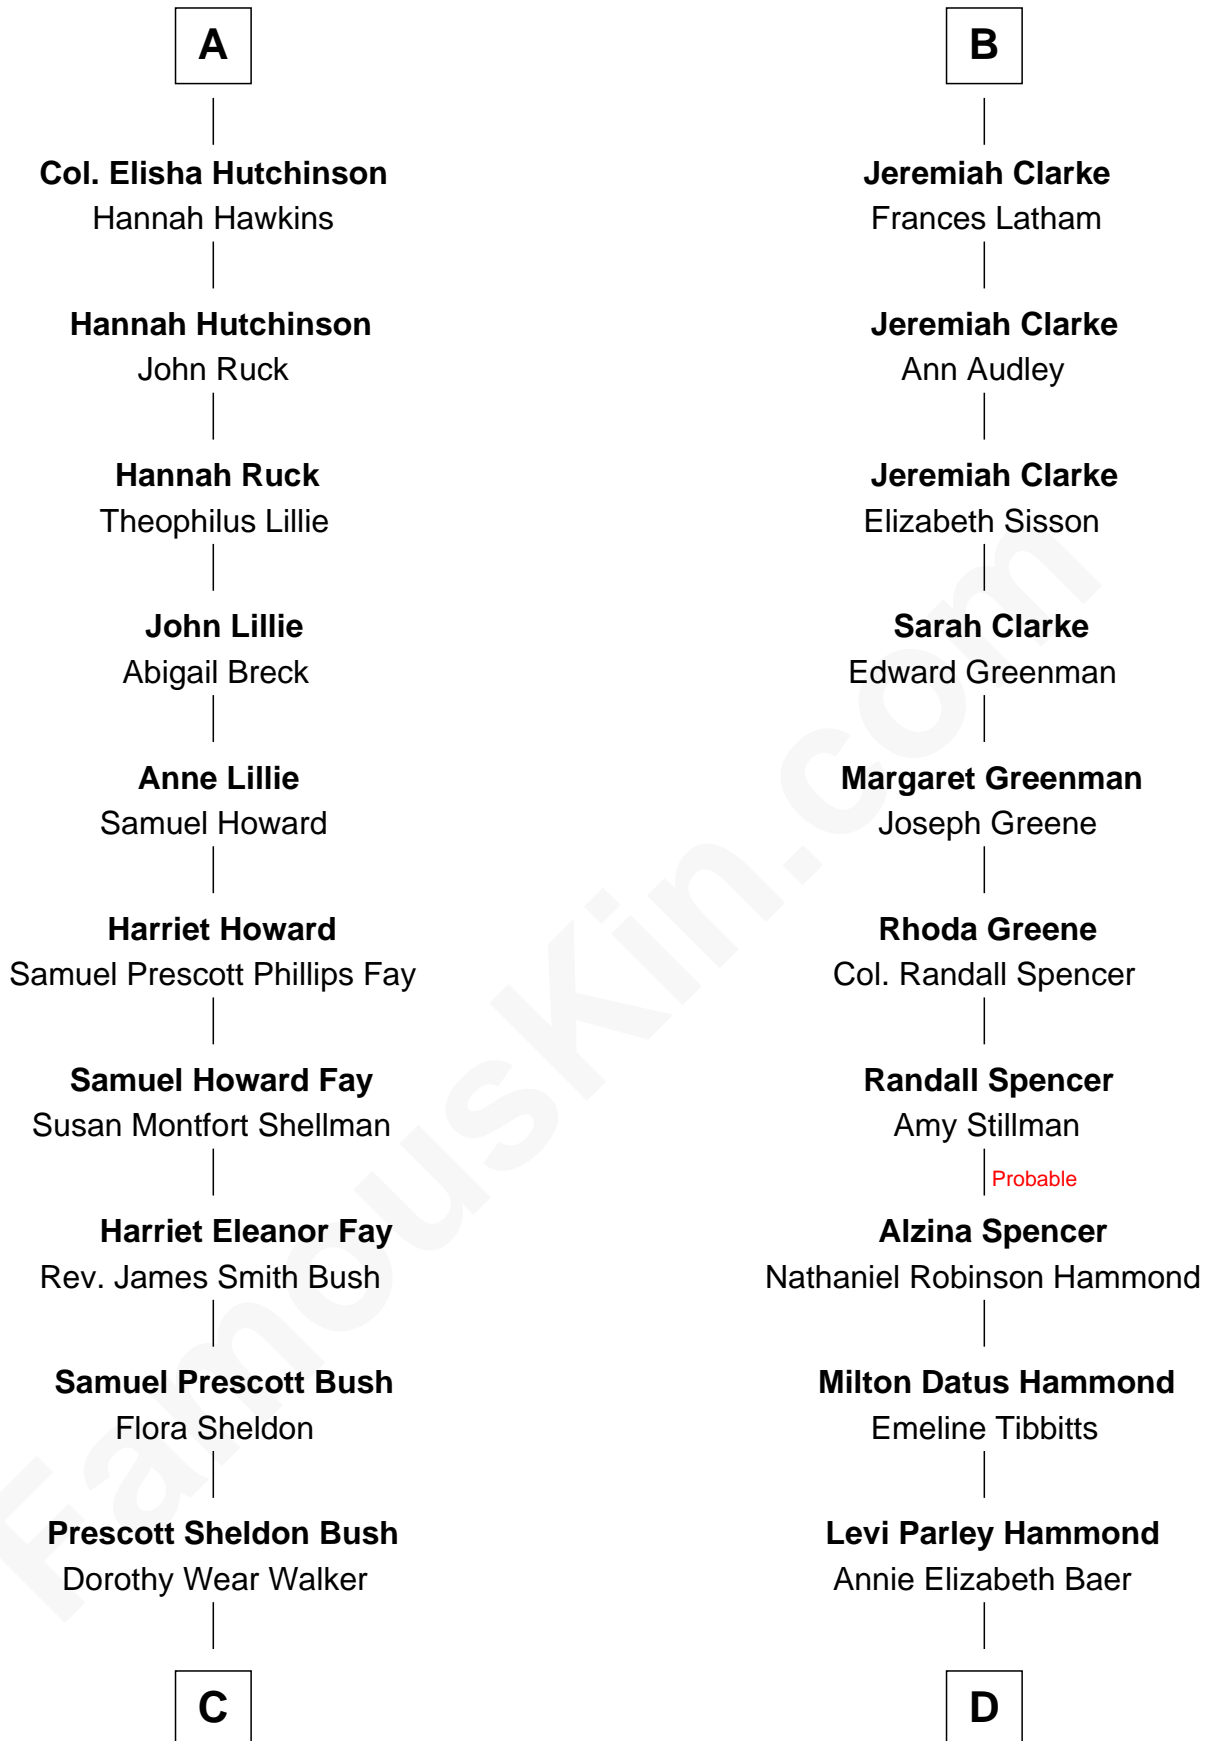 A
Col. Elisha Hutchinson
Hannah Hawkins
Hannah Hutchinson
John Ruck
Hannah Ruck
Theophilus Lillie
John Lillie
Abigail Breck
Anne Lillie
Samuel Howard
Harriet Howard
Samuel Prescott Phillips Fay
Samuel Howard Fay
Susan Montfort Shellman
Harriet Eleanor Fay
Rev. James Smith Bush
Samuel Prescott Bush
Flora Sheldon
Prescott Sheldon Bush
Dorothy Wear Walker
C
B
Jeremiah Clarke
Frances Latham
Jeremiah Clarke
Ann Audley
Jeremiah Clarke
Elizabeth Sisson
Sarah Clarke
Edward Greenman
Margaret Greenman
Joseph Greene
Rhoda Greene
Col. Randall Spencer
Randall Spencer
Amy Stillman
Probable
Alzina Spencer
Nathaniel Robinson Hammond
Milton Datus Hammond
Emeline Tibbitts
Levi Parley Hammond
Annie Elizabeth Baer
D
FamousKin.com